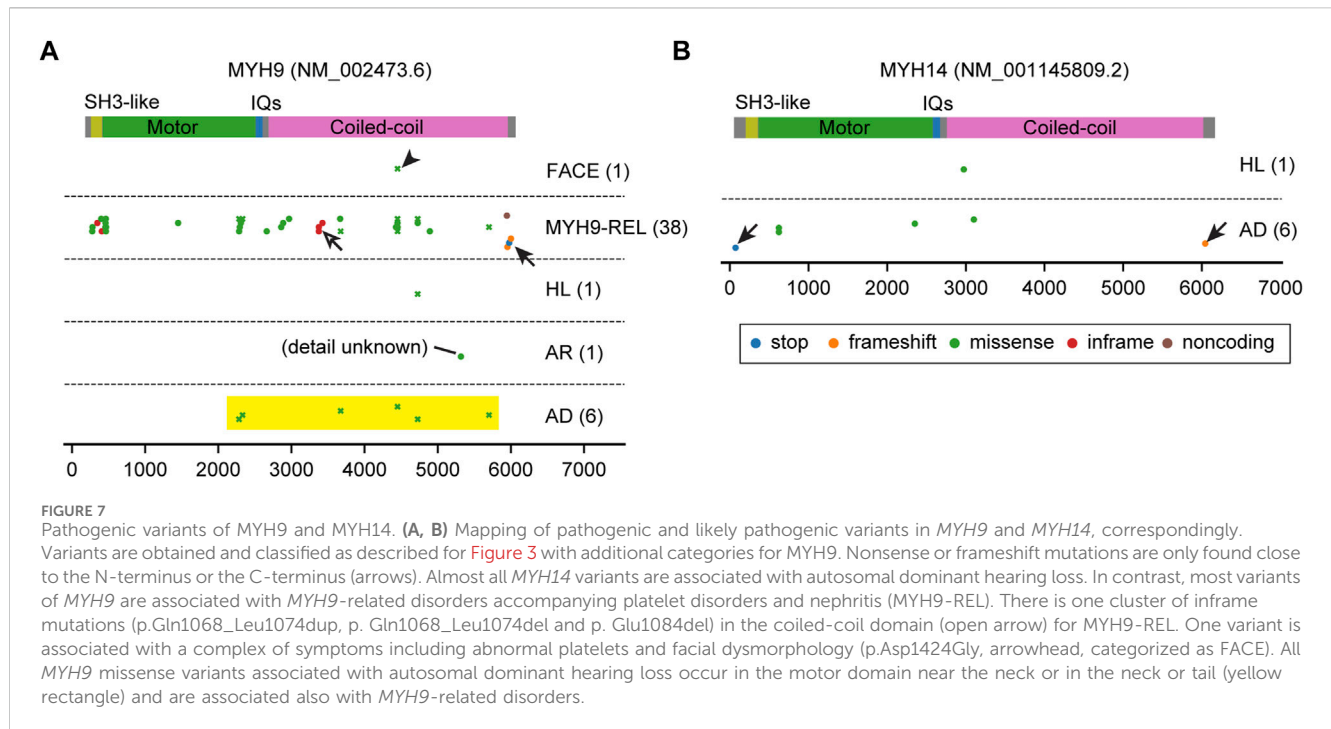 A
MYH9 (NM_002473.6)
SH3-like
IQs
Motor
Coiled-coil
FACE (1)
MYH9-REL (38)
HL (1)
(detail unknown)
AR (1)
AD (6)
0 1000 2000 3000 4000 5000 6000 7000
B
MYH14 (NM_001145809.2)
SH3-like
IQs
Motor
Coiled-coil
HL (1)
AD (6)
0 1000 2000 3000 4000 5000 6000 7000
stop frameshift missense inframe noncoding
FIGURE 7
Pathogenic variants of MYH9 and MYH14. (A, B) Mapping of pathogenic and likely pathogenic variants in MYH9 and MYH14, correspondingly.
Variants are obtained and classified as described for Figure 3 with additional categories for MYH9. Nonsense or frameshift mutations are only found close
to the N-terminus or the C-terminus (arrows). Almost all MYH14 variants are associated with autosomal dominant hearing loss. In contrast, most variants
of MYH9 are associated with MYH9-related disorders accompanying platelet disorders and nephritis (MYH9-REL). There is one cluster of inframe
mutations (p.Gln1068_Leu1074dup, p. Gln1068_Leu1074del and p. Glu1084del) in the coiled-coil domain (open arrow) for MYH9-REL. One variant is
associated with a complex of symptoms including abnormal platelets and facial dysmorphology (p.Asp1424Gly, arrowhead, categorized as FACE). All
MYH9 missense variants associated with autosomal dominant hearing loss occur in the motor domain near the neck or in the neck or tail (yellow
rectangle) and are associated also with MYH9-related disorders.